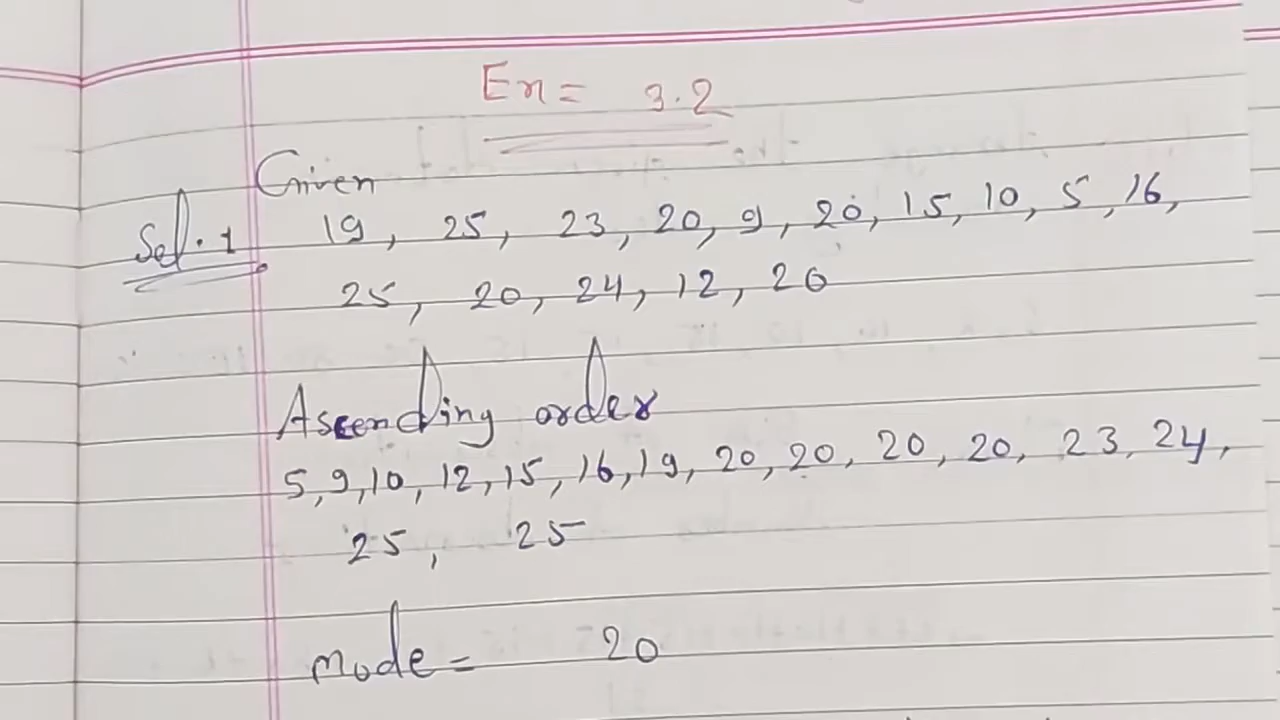 Ex = 3.2
Given
Sol.1 19, 25, 23, 20, 9, 20, 15, 10, 5, 16,
25, 20, 24, 12, 20
Ascending order
5, 9, 10, 12, 15, 16, 19, 20, 20, 20, 20, 23, 24,
25, 25
mode = 20